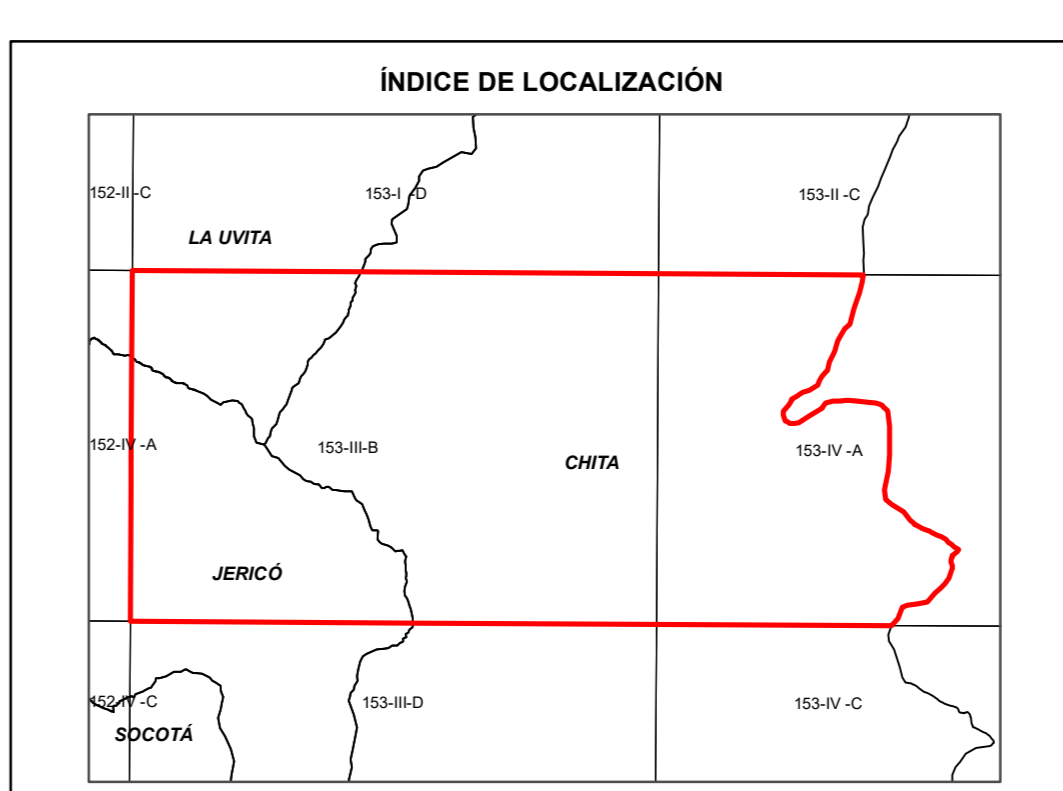 ÍNDICE DE LOCALIZACIÓN
152-II -C
153-I -D
153-II -C
LA UVITA
152-IV -A
153-III-B
CHITA
153-IV -A
JERICÓ
152-IV -C
153-III-D
153-IV -C
SOCOTÁ